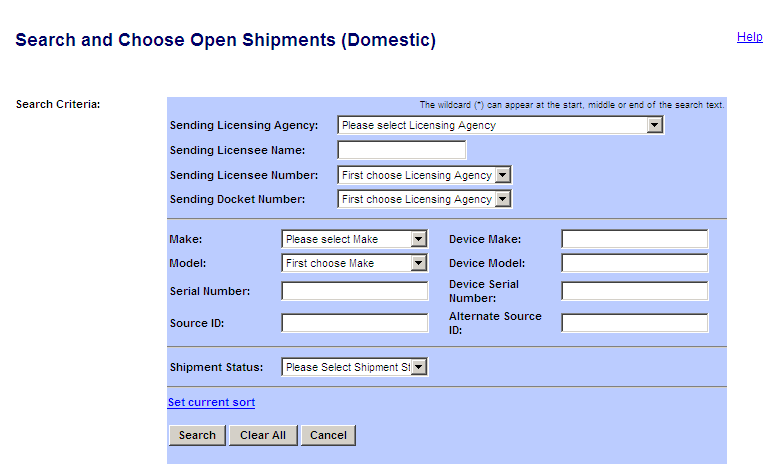 Search and Choose Open Shipments (Domestic)
Help
Search Criteria:
The wildcard (*) can appear at the start, middle or end of the search text.
Sending Licensing Agency: Please select Licensing Agency
Sending Licensee Name:
Sending Licensee Number: First choose Licensing Agency
Sending Docket Number: First choose Licensing Agency
Make: Please select Make Device Make:
Model: First choose Make Device Model:
Serial Number: Device Serial
Number:
Source ID: Alternate Source
ID:
Shipment Status: Please Select Shipment St
Set current sort
Search Clear All Cancel